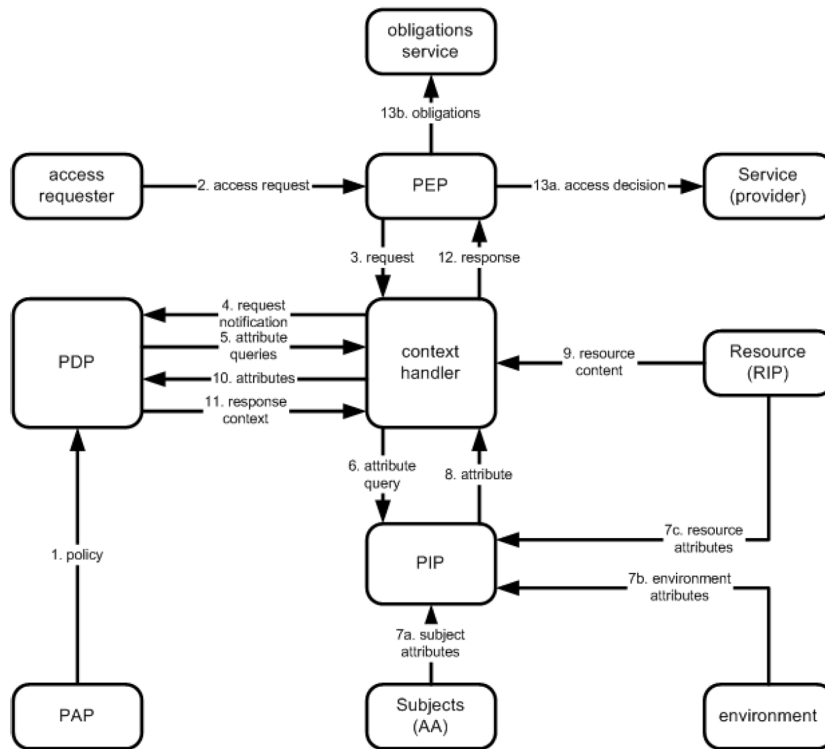 obligations
service
13b. obligations
access
requester
2. access request
PEP
13a. access decision
Service
(provider)
3. request
12. response
4. request
notification
5. attribute
queries
PDP
10. attributes
11. response
context
context
handler
9. resource
content
Resource
(RIP)
6. attribute
query
8. attribute
1. policy
PIP
7c. resource
attributes
7b. environment
attributes
7a. subject
attributes
PAP
Subjects
(AA)
environment